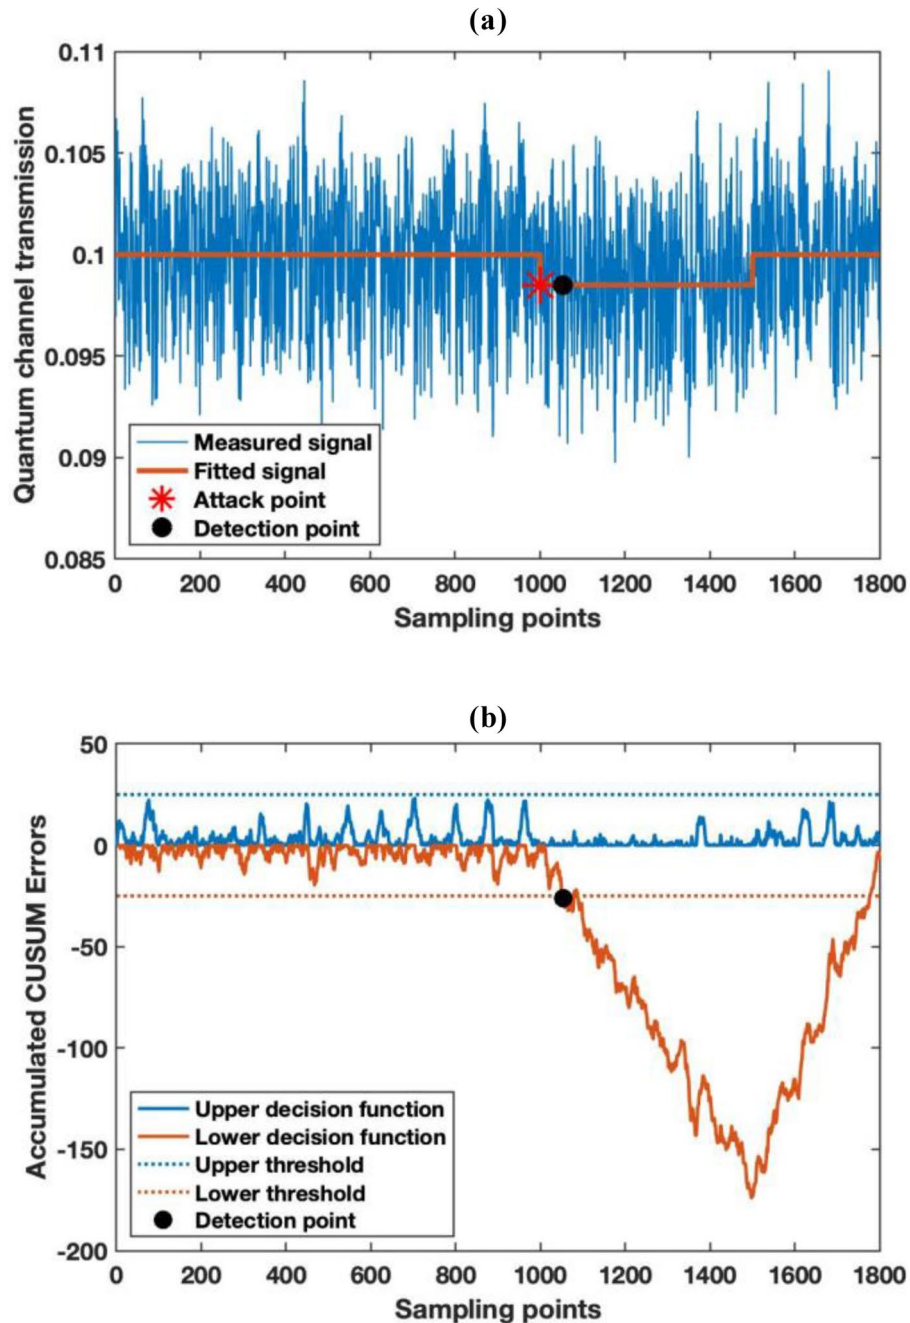 (a)
0.11
0.105
0.1
0.095
0.09
0.085
Quantum channel transmission
Measured signal
Fitted signal
Attack point
Detection point
0 200 400 600 800 1000 1200 1400 1600 1800
Sampling points
(b)
50
0
-50
-100
-150
-200
Accumulated CUSUM Errors
Upper decision function
Lower decision function
Upper threshold
Lower threshold
Detection point
0 200 400 600 800 1000 1200 1400 1600 1800
Sampling points